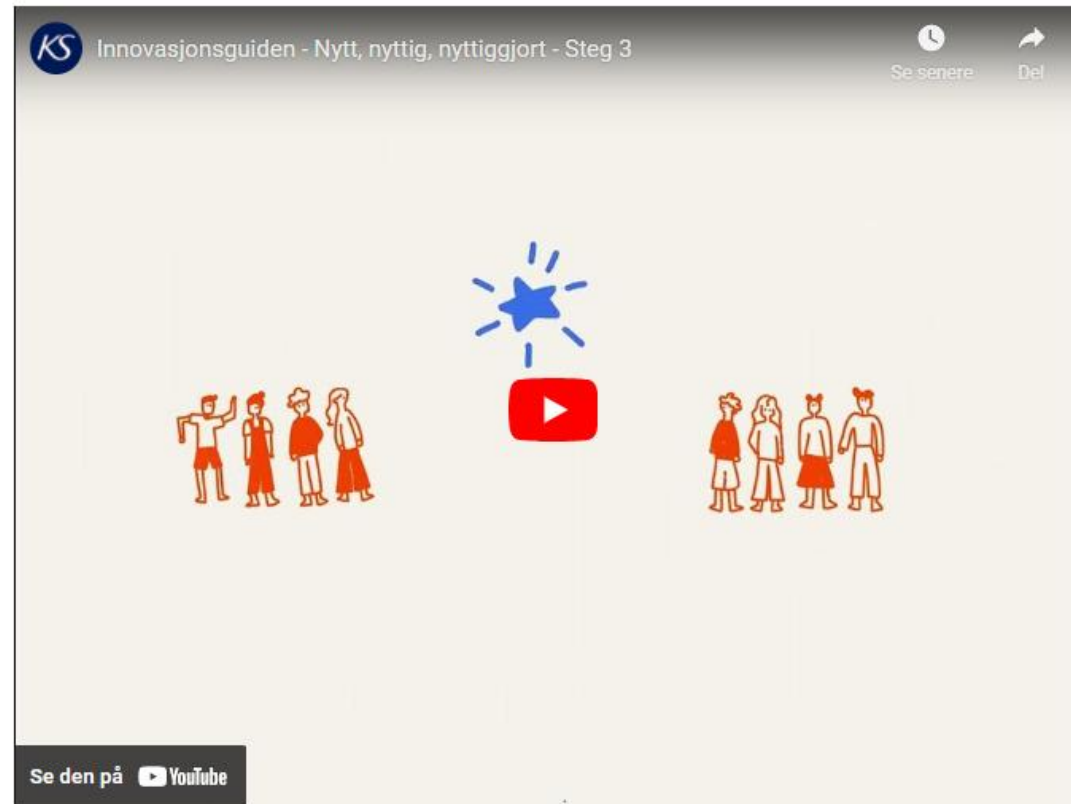 KS Innovasjonsguiden - Nytt, nyttig, nyttiggjort - Steg 3
Se senere
Del
Se den på YouTube